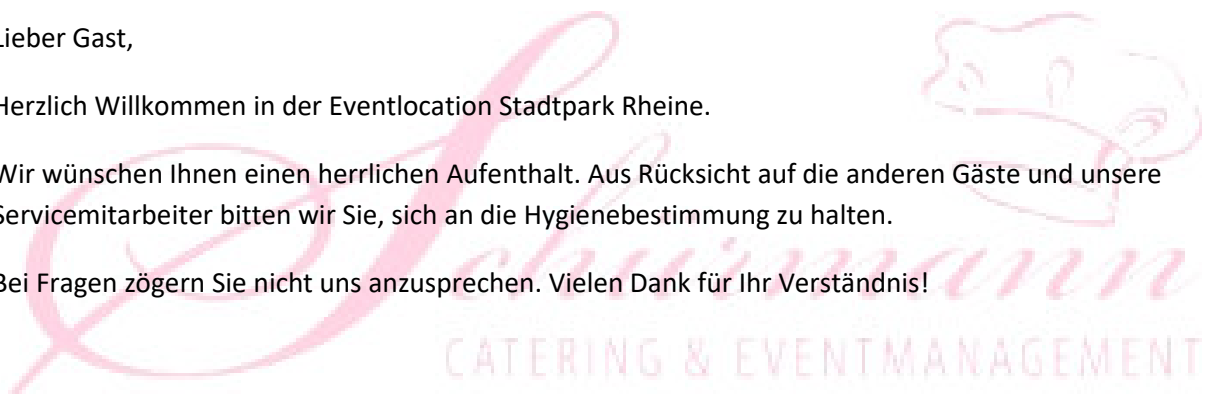 Lieber Gast,
Herzlich Willkommen in der Eventlocation Stadtpark Rheine.
Wir wünschen Ihnen einen herrlichen Aufenthalt. Aus Rücksicht auf die anderen Gäste und unsere
Servicemitarbeiter bitten wir Sie, sich an die Hygienebestimmung zu halten.
Schürmann
Bei Fragen zögern Sie nicht uns anzusprechen. Vielen Dank für Ihr Verständnis!
CATERING & EVENTMANAGEMENT